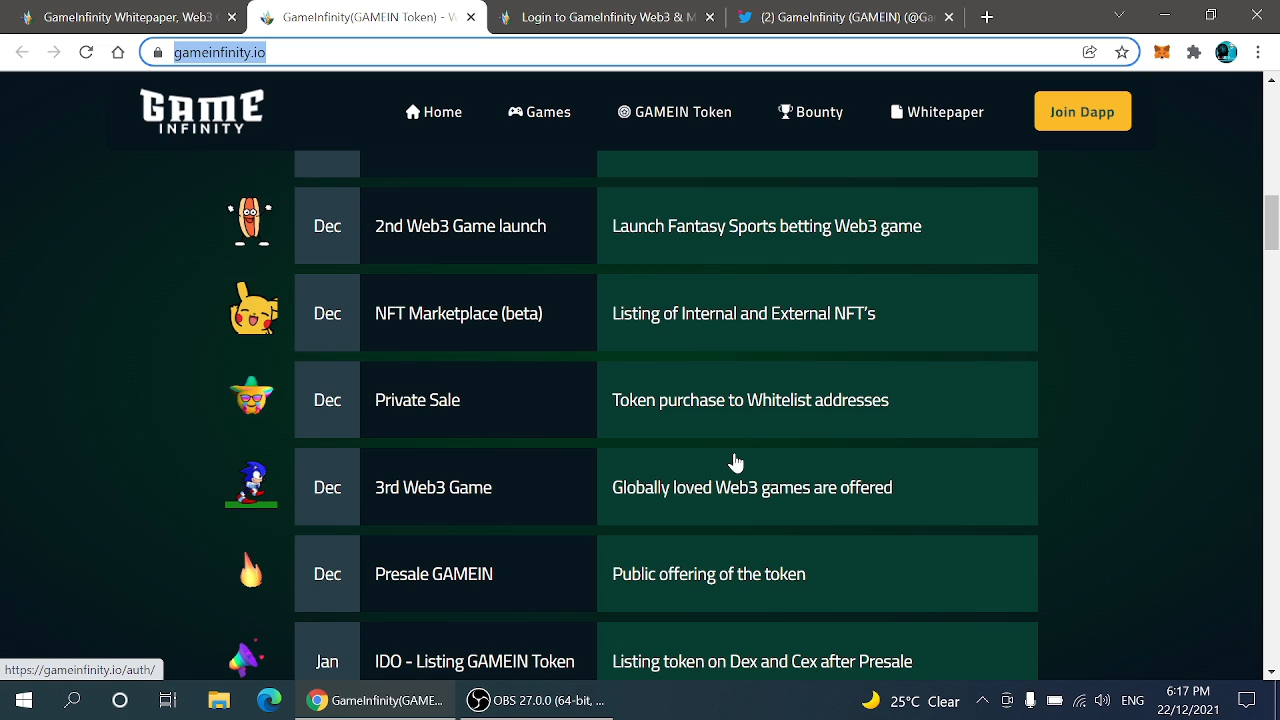 GameInfinity(GAMEIN) - Web3
GameInfinity(GAMEIN) - W
Login to GameInfinity Web3 & M
(2) Gameinfinity (GAMEIN) (@Ga
gameinfinity.io
GAME
INFINITY
Home
Games
GAMEIN Token
Bounty
Whitepaper
Join Dapp
Dec 2nd Web3 Game launch Launch Fantasy Sports betting Web3 game
Dec NFT Marketplace (beta) Listing of Internal and External NFT's
Dec Private Sale Token purchase to Whitelist addresses
Dec 3rd Web3 Game Globally loved Web3 games are offered
Dec Presale GAMEIN Public offering of the token
Jan IDO - Listing GAMEIN Token Listing token on Dex and Cex after Presale
https://gameinfinity.io/auth/
GameInfinity(GAME...
OBS 27.0.0 (64-bit, ...
25°C Clear
ENG
6:17 PM
22/12/2021